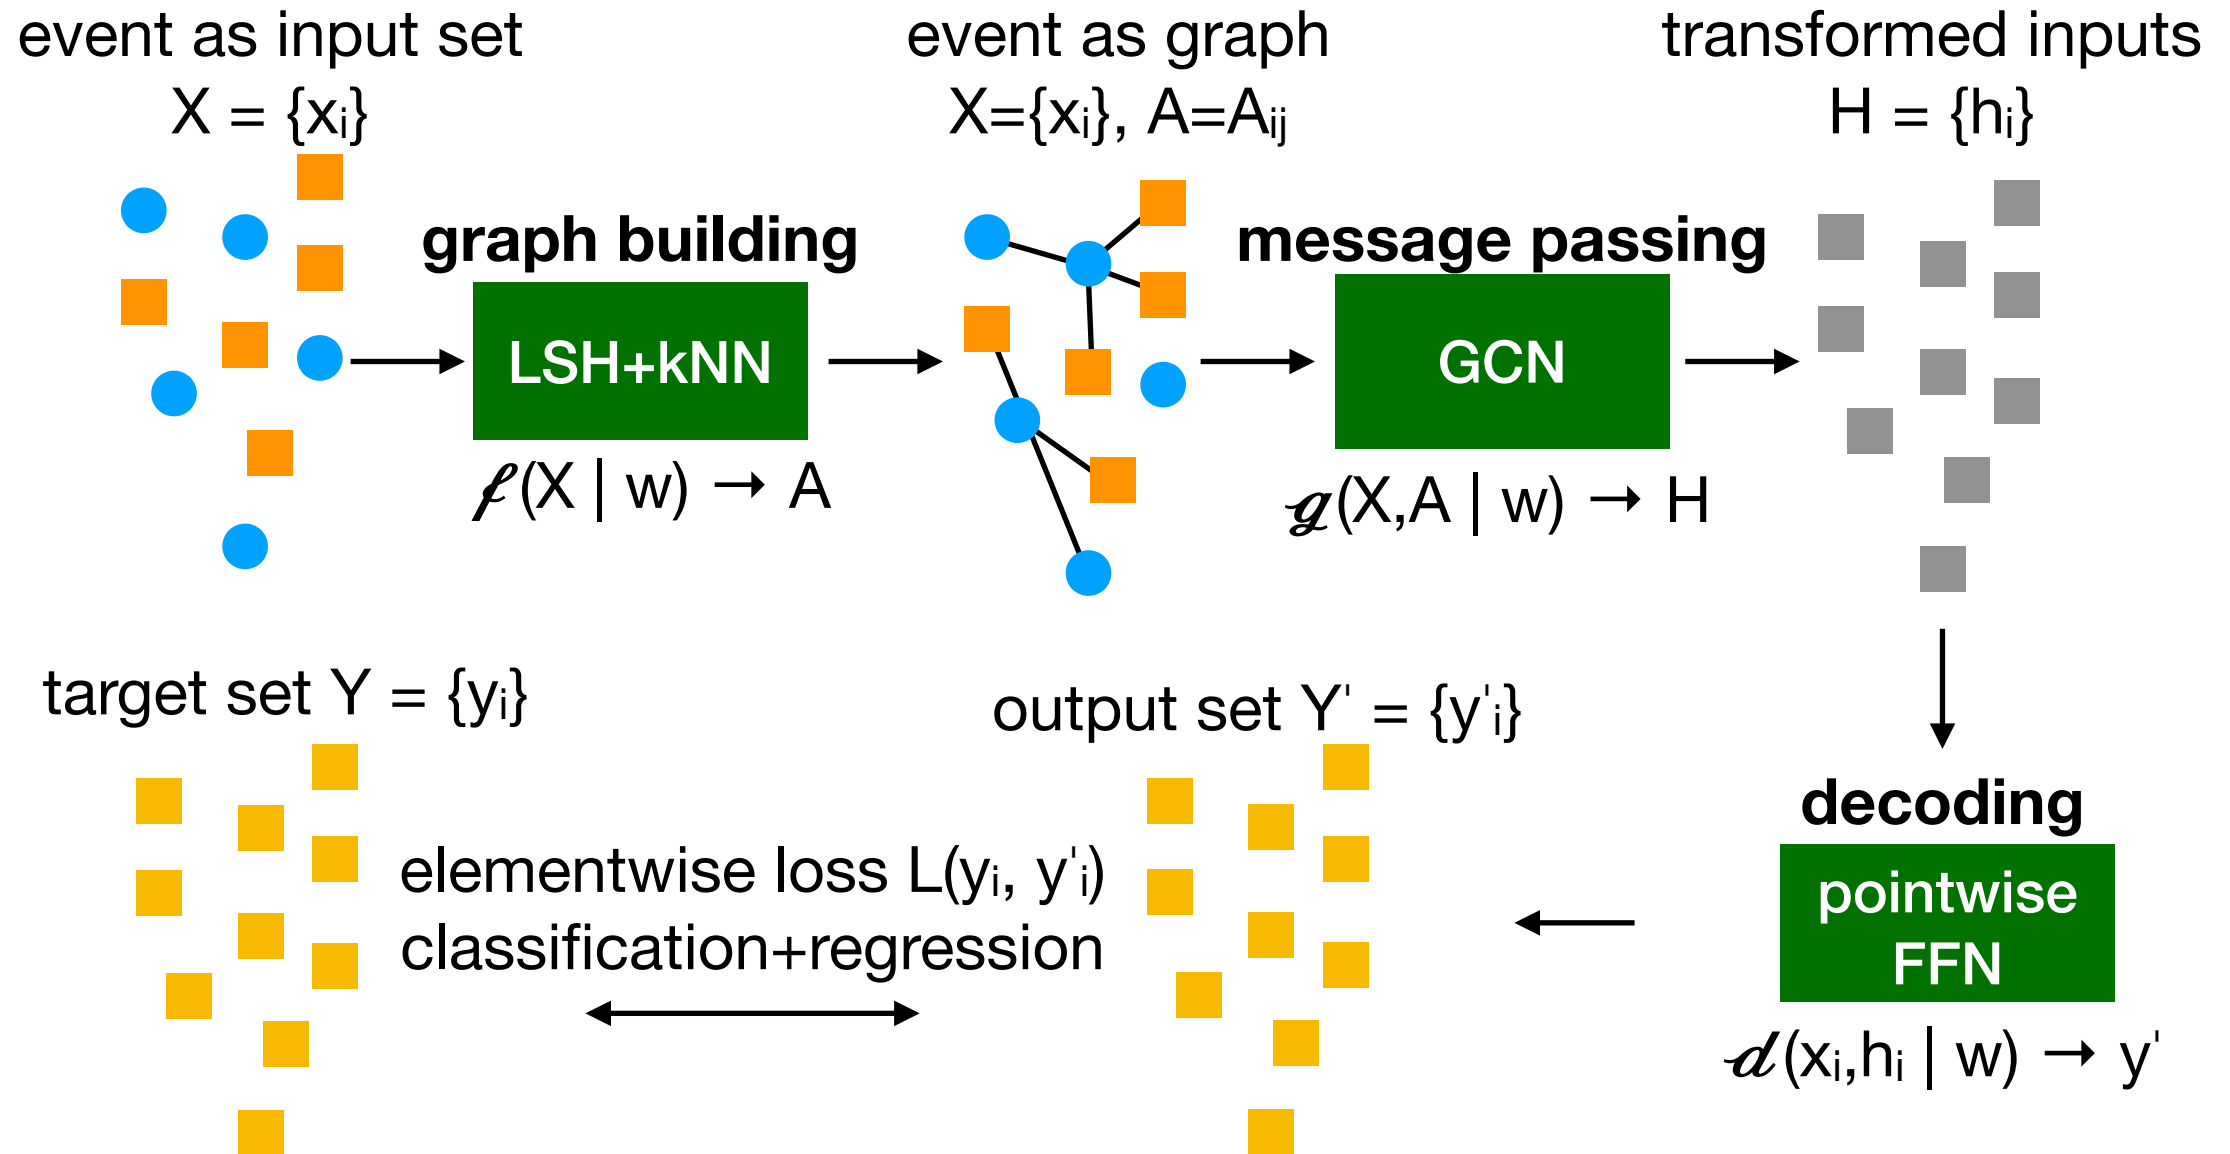 event as input set
X = {xᵢ}
event as graph
X={xᵢ}, A=Aᵢⱼ
transformed inputs
H = {hᵢ}
graph building
LSH+kNN
𝒻(X | w) → A
message passing
GCN
ℊ(X,A | w) → H
target set Y = {yᵢ}
output set Y' = {y'ᵢ}
elementwise loss L(yᵢ, y'ᵢ)
classification+regression
decoding
pointwise
FFN
𝒹(xᵢ,hᵢ | w) → y'